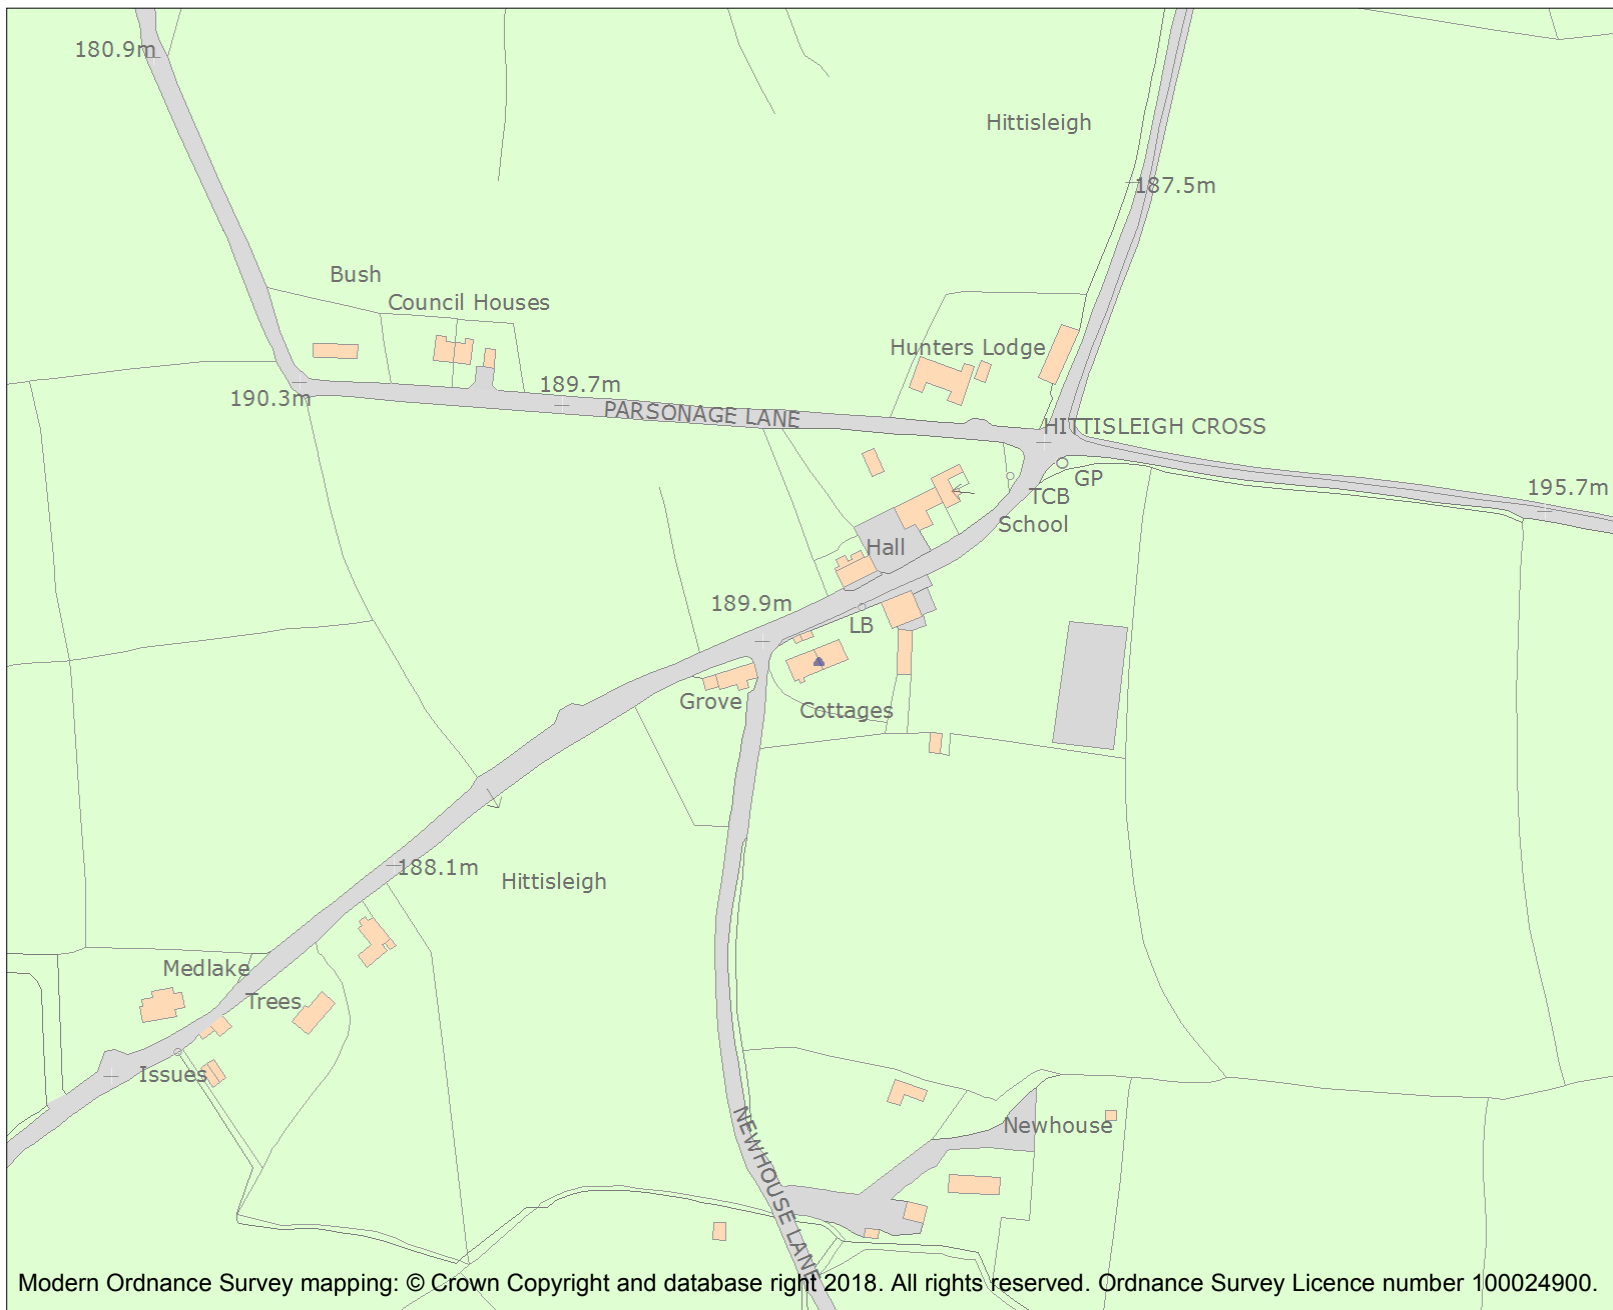 180.9m
Hittisleigh
187.5m
Bush
Council Houses
Hunters Lodge
190.3m
189.7m
PARSONAGE LANE
HITTISLEIGH CROSS
GP
TCB
195.7m
School
Hall
189.9m
LB
Grove
Cottages
188.1m
Hittisleigh
Medlake
Trees
Issues
Newhouse
NEWHOUSE LANE
Modern Ordnance Survey mapping: © Crown Copyright and database right 2018. All rights reserved. Ordnance Survey Licence number 100024900.